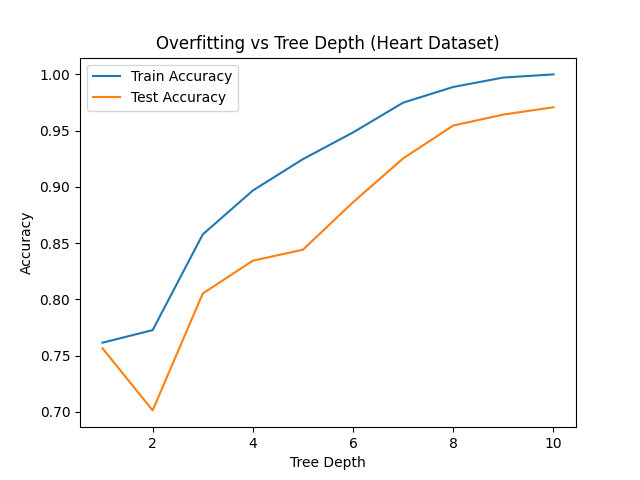 Overfitting vs Tree Depth (Heart Dataset)
Train Accuracy
Test Accuracy
Accuracy
1.00
0.95
0.90
0.85
0.80
0.75
0.70
2 4 6 8 10
Tree Depth